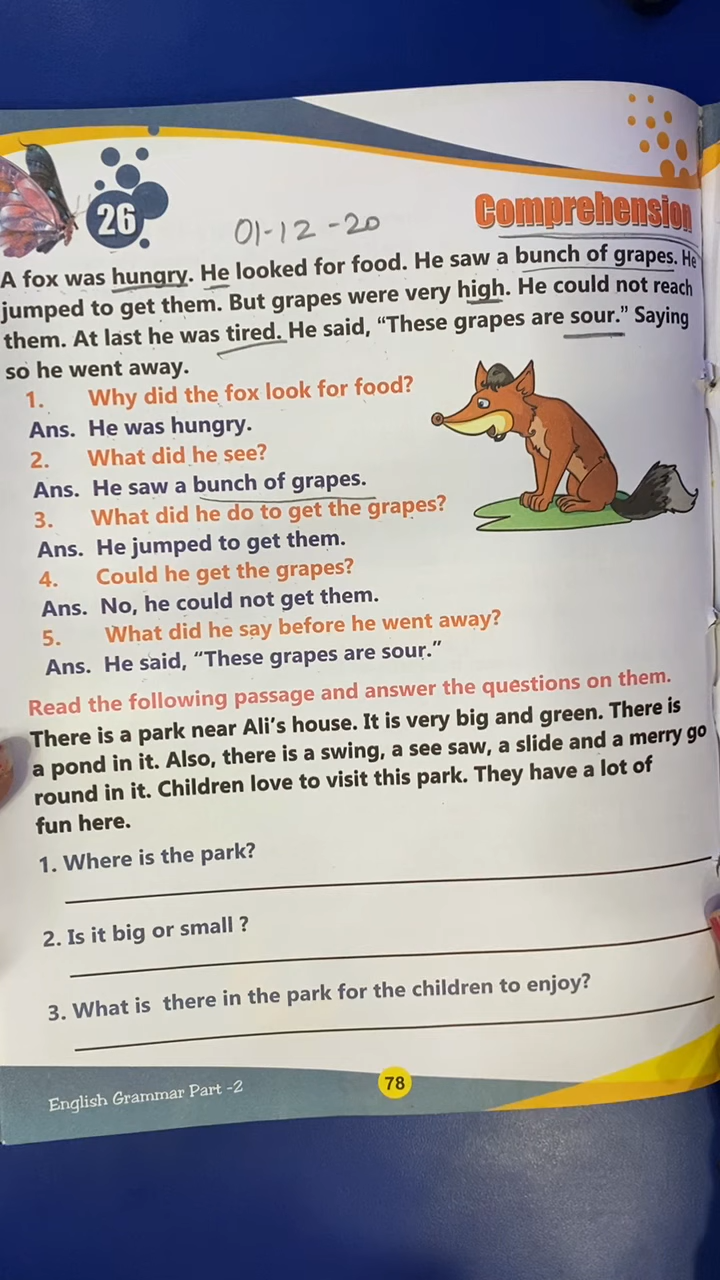 26
01-12-20
Comprehension
A fox was hungry. He looked for food. He saw a bunch of grapes. He
jumped to get them. But grapes were very high. He could not reach
them. At last he was tired. He said, “These grapes are sour.” Saying
so he went away.
1. Why did the fox look for food?
Ans. He was hungry.
2. What did he see?
Ans. He saw a bunch of grapes.
3. What did he do to get the grapes?
Ans. He jumped to get them.
4. Could he get the grapes?
Ans. No, he could not get them.
5. What did he say before he went away?
Ans. He said, “These grapes are sour.”
Read the following passage and answer the questions on them.
There is a park near Ali’s house. It is very big and green. There is
a pond in it. Also, there is a swing, a see saw, a slide and a merry go
round in it. Children love to visit this park. They have a lot of
fun here.
1. Where is the park?
2. Is it big or small ?
3. What is there in the park for the children to enjoy?
English Grammar Part -2
78